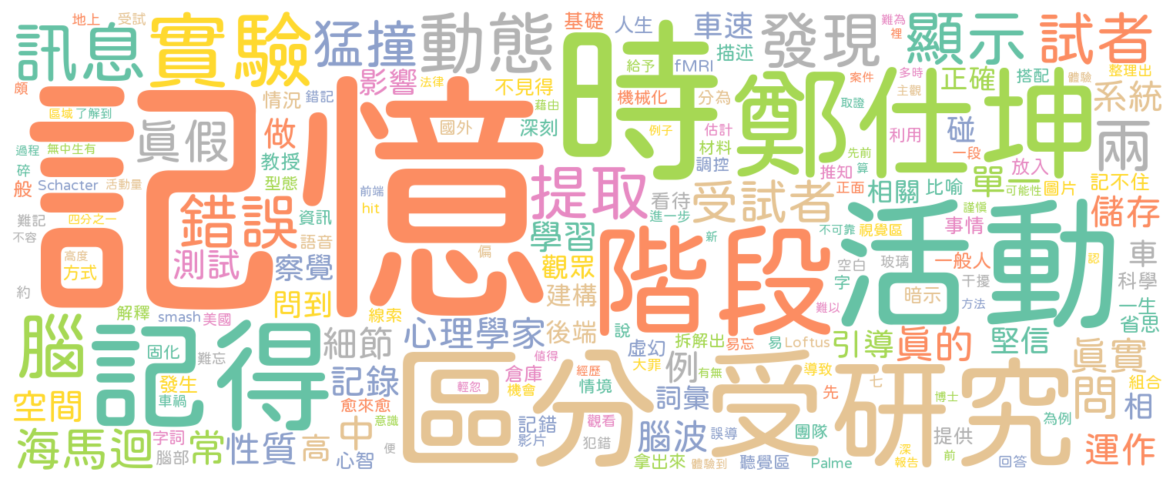 地上 受試
訊息 實驗 猛撞 動態 基礎 人生 車速 發現 難為 顯示 試者
裡
影響 描述 給予 fMRI 案件 多時 正確 搭配 整理出
頗 情況 錯記 法律 不見得 機械化 分為 主觀 體驗 系統
區域 了解到 眞假 做 國外 藉由 深刻 時 鄭仕坤 取證 利用 碰 兩
過程 無中生有 教授 記憶 例子 估計 材料 先前 一段
碎 般 Schacter 活動量 型態 前端 提取 看待 調控 推知 算 放入
正面 相關 比喻 單一 可能性 圖片 記不住
難記 四分之一 錯誤 資訊 hit 受試者 進一步 謹慎 儲存
不容 高度 方式 測試 語音 偏 學習 階段 新 不可靠 視覺區 活動 事情
約 察覺 觀眾 空白 玻璃 一般人 認 車
解釋 問到 線索 建構 字 暗示 干擾 科學
腦 smash 美國 心理學家 後端 說 難以 方法 一生
固化 記得 細節 虛幻 拆解出 易忘 易 Loftus 引導 眞的 堅信 省思
難忘 值得 大罪 例 有無 導致 眞實
空間 發生 車禍 記錄 輕忽 倉庫 經歷 情境 受 七 研究 問 組合
愈來愈 意識 區分 機會 詞彙 先 博士 為例 相
海馬迴 字詞 常 性質 高 中 記錯 觀看 腦波 誤導 團隊 提供
腦部 心智 便 影片 犯錯 聽覺區 深 前 運作
拿出來 體驗到 Palme 報告 回答